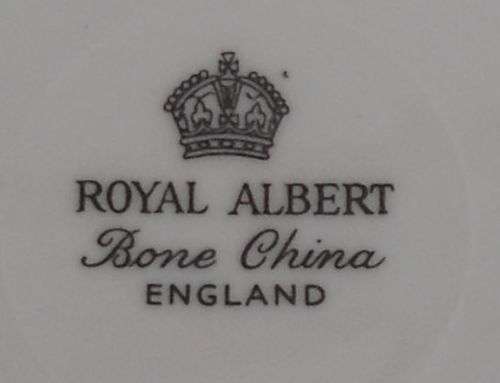 ROYAL ALBERT
Bone China
ENGLAND